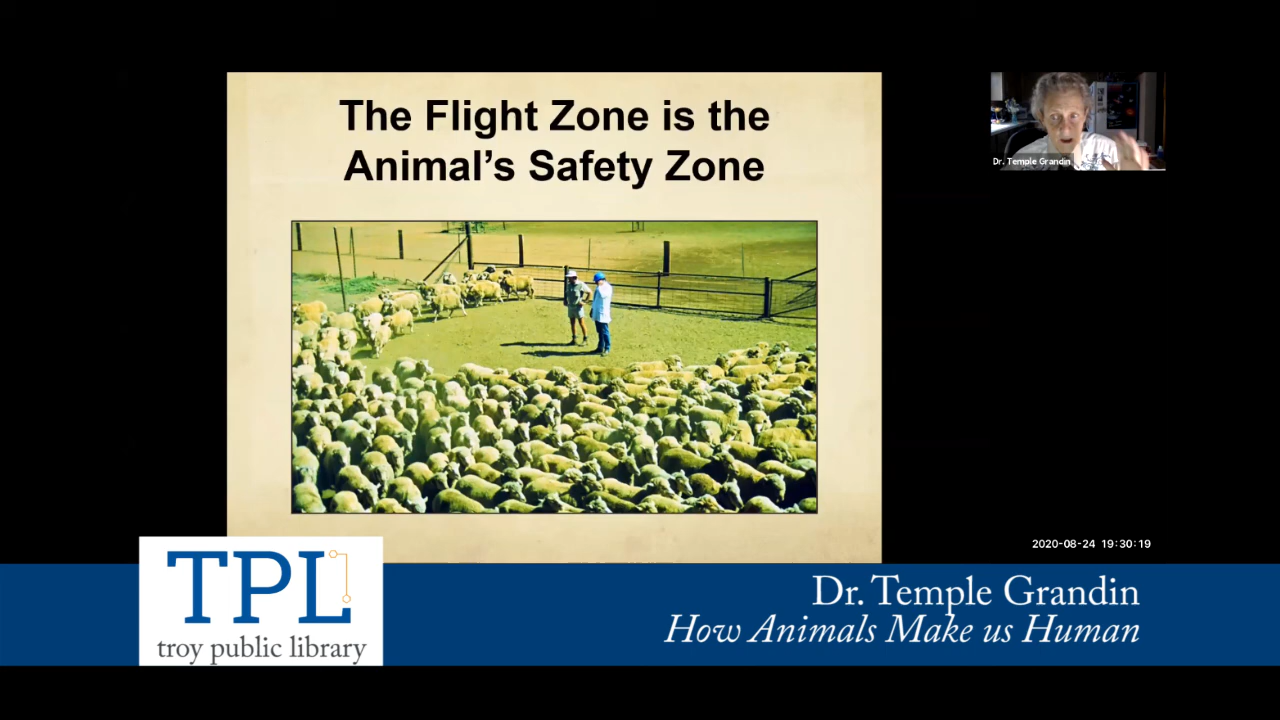 The Flight Zone is the
Animal's Safety Zone
Dr. Temple Grandin
2020-08-24 19:30:19
TPL
troy public library
Dr. Temple Grandin
How Animals Make us Human